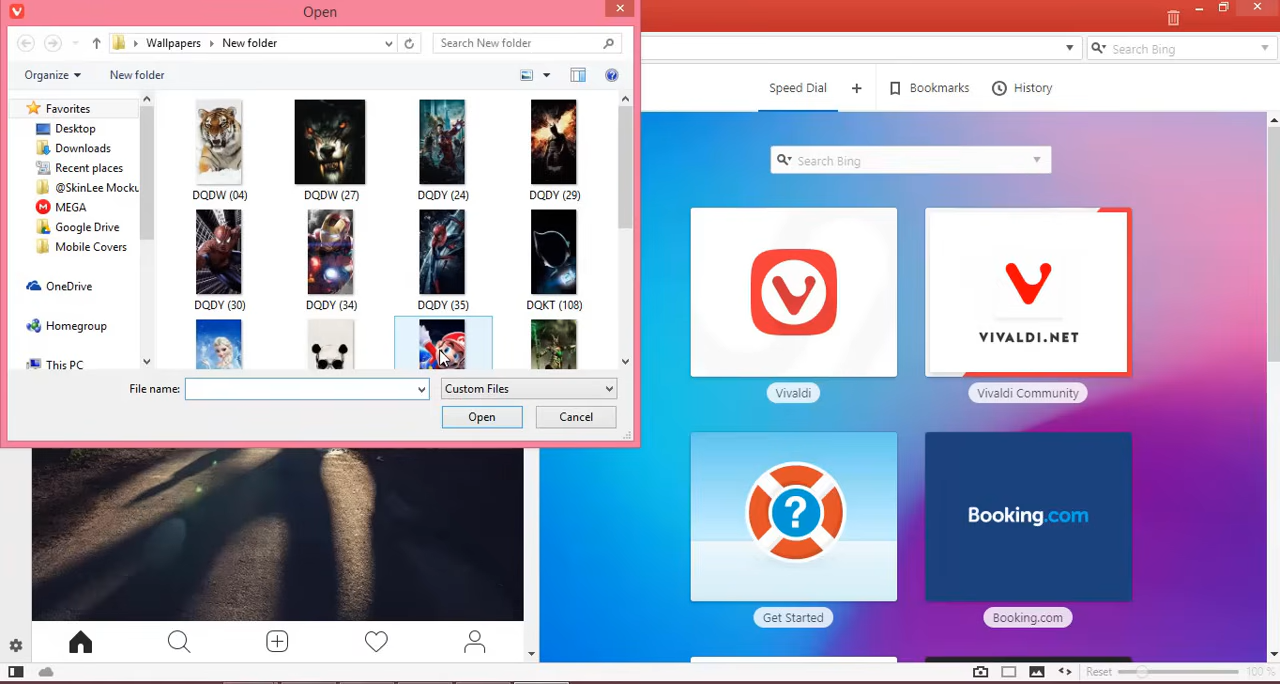 Open
Wallpapers New folder
Search New folder
Organize
New folder
Favorites
Desktop
Downloads
Recent places
@SkinLee Mocku
MEGA
Google Drive
Mobile Covers
OneDrive
Homegroup
This PC
DQDW (04) DQDW (27) DQDY (24) DQDY (29)
DQDY (30) DQDY (34) DQDY (35) DQKT (108)
File name:
Custom Files
Open Cancel
Search Bing
Speed Dial
Bookmarks
History
Search Bing
VIVALDI.NET
Vivaldi
Vivaldi Community
?
Booking.com
Get Started
Booking.com
Reset
100 %